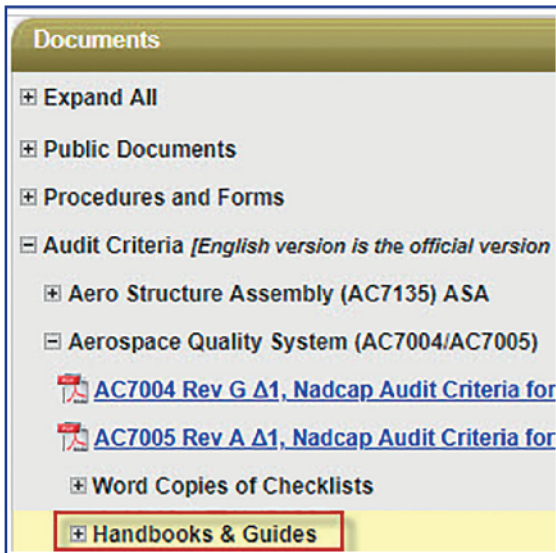 Documents
Expand All
Public Documents
Procedures and Forms
Audit Criteria [English version is the official version
Aero Structure Assembly (AC7135) ASA
Aerospace Quality System (AC7004/AC7005)
AC7004 Rev G Δ1, Nadcap Audit Criteria for
AC7005 Rev A Δ1, Nadcap Audit Criteria for
Word Copies of Checklists
Handbooks & Guides